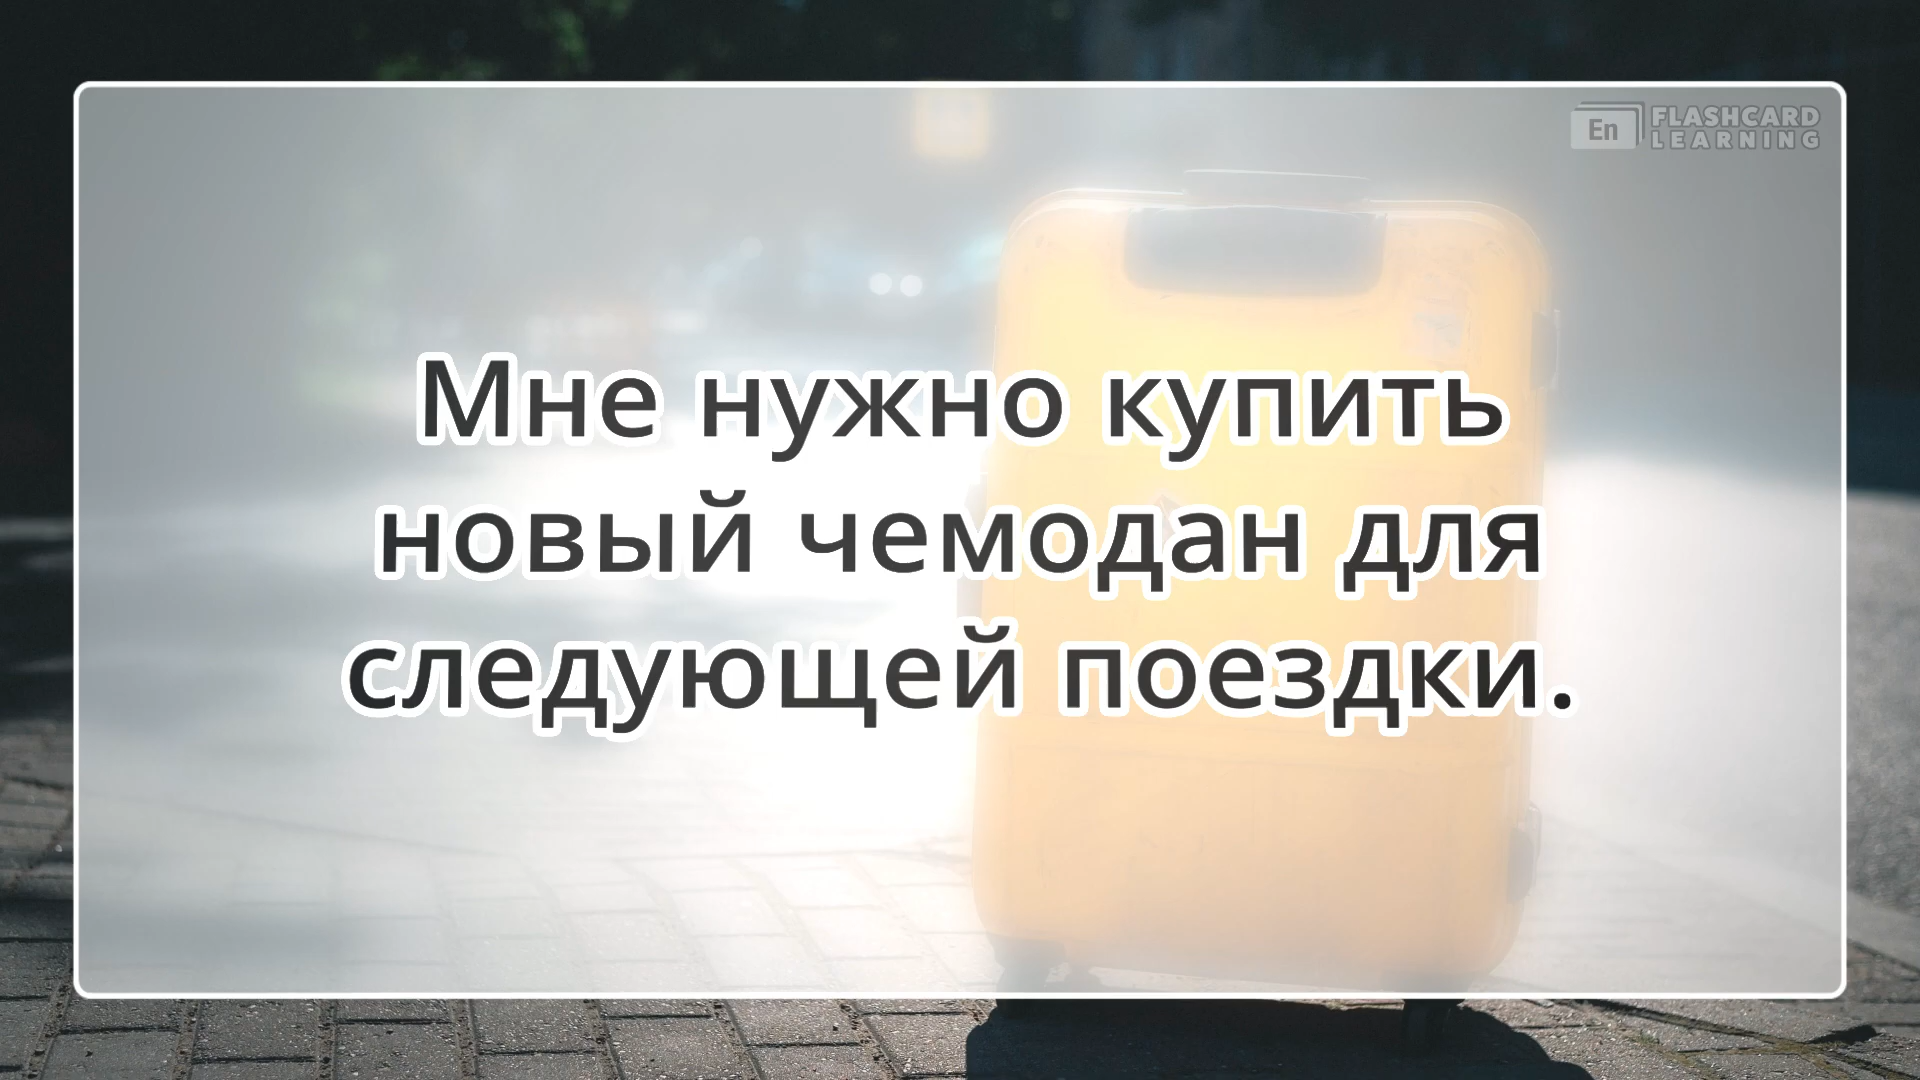 En
FLASHCARD
LEARNING
Мне нужно купить
новый чемодан для
следующей поездки.